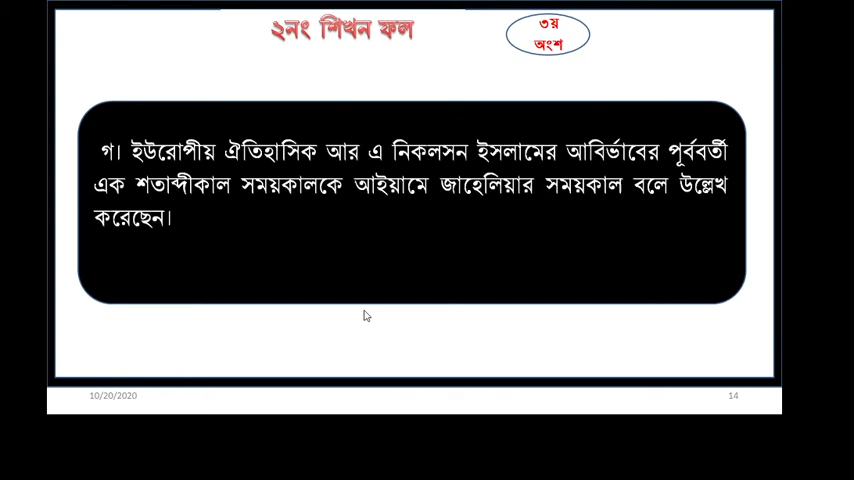 ২নং শিখন ফল
৩য়
অংশ
গ। ইউরোপীয় ঐতিহাসিক আর এ নিকলসন ইসলামের আবির্ভাবের পূর্ববর্তী
এক শতাব্দীকাল সময়কালকে আইয়ামে জাহেলিয়ার সময়কাল বলে উল্লেখ
করেছেন।
10/20/2020
14